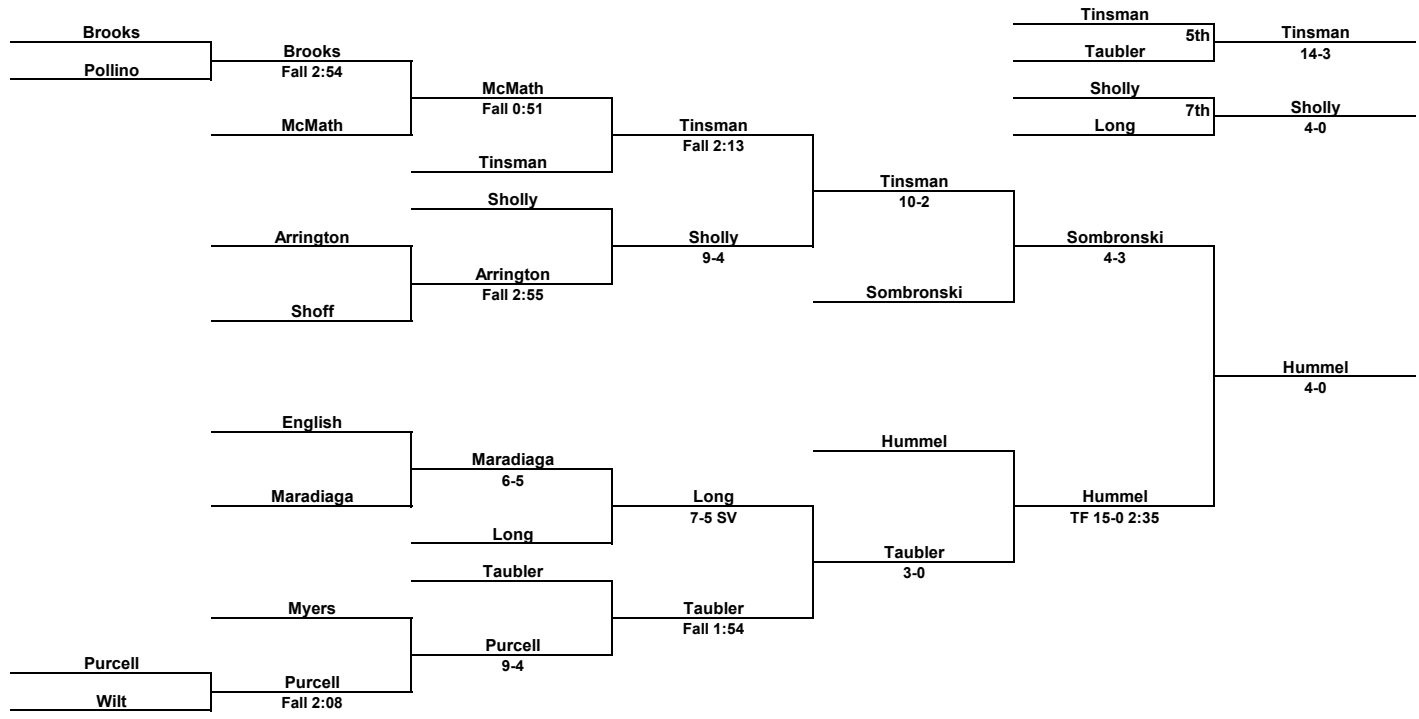 Tinsman
Brooks
5th
Tinsman
Brooks
Taubler
14-3
Pollino
Fall 2:54
McMath
Sholly
Fall 0:51
7th
Sholly
McMath
Tinsman
Long
4-0
Fall 2:13
Tinsman
Tinsman
10-2
Sholly
Arrington
Sholly
Sombronski
9-4
4-3
Arrington
Fall 2:55
Sombronski
Shoff
Hummel
4-0
English
Hummel
Maradiaga
6-5
Maradiaga
Long
Hummel
7-5 SV
TF 15-0 2:35
Long
Taubler
3-0
Taubler
Myers
Taubler
Fall 1:54
Purcell
9-4
Purcell
Purcell
Wilt
Fall 2:08